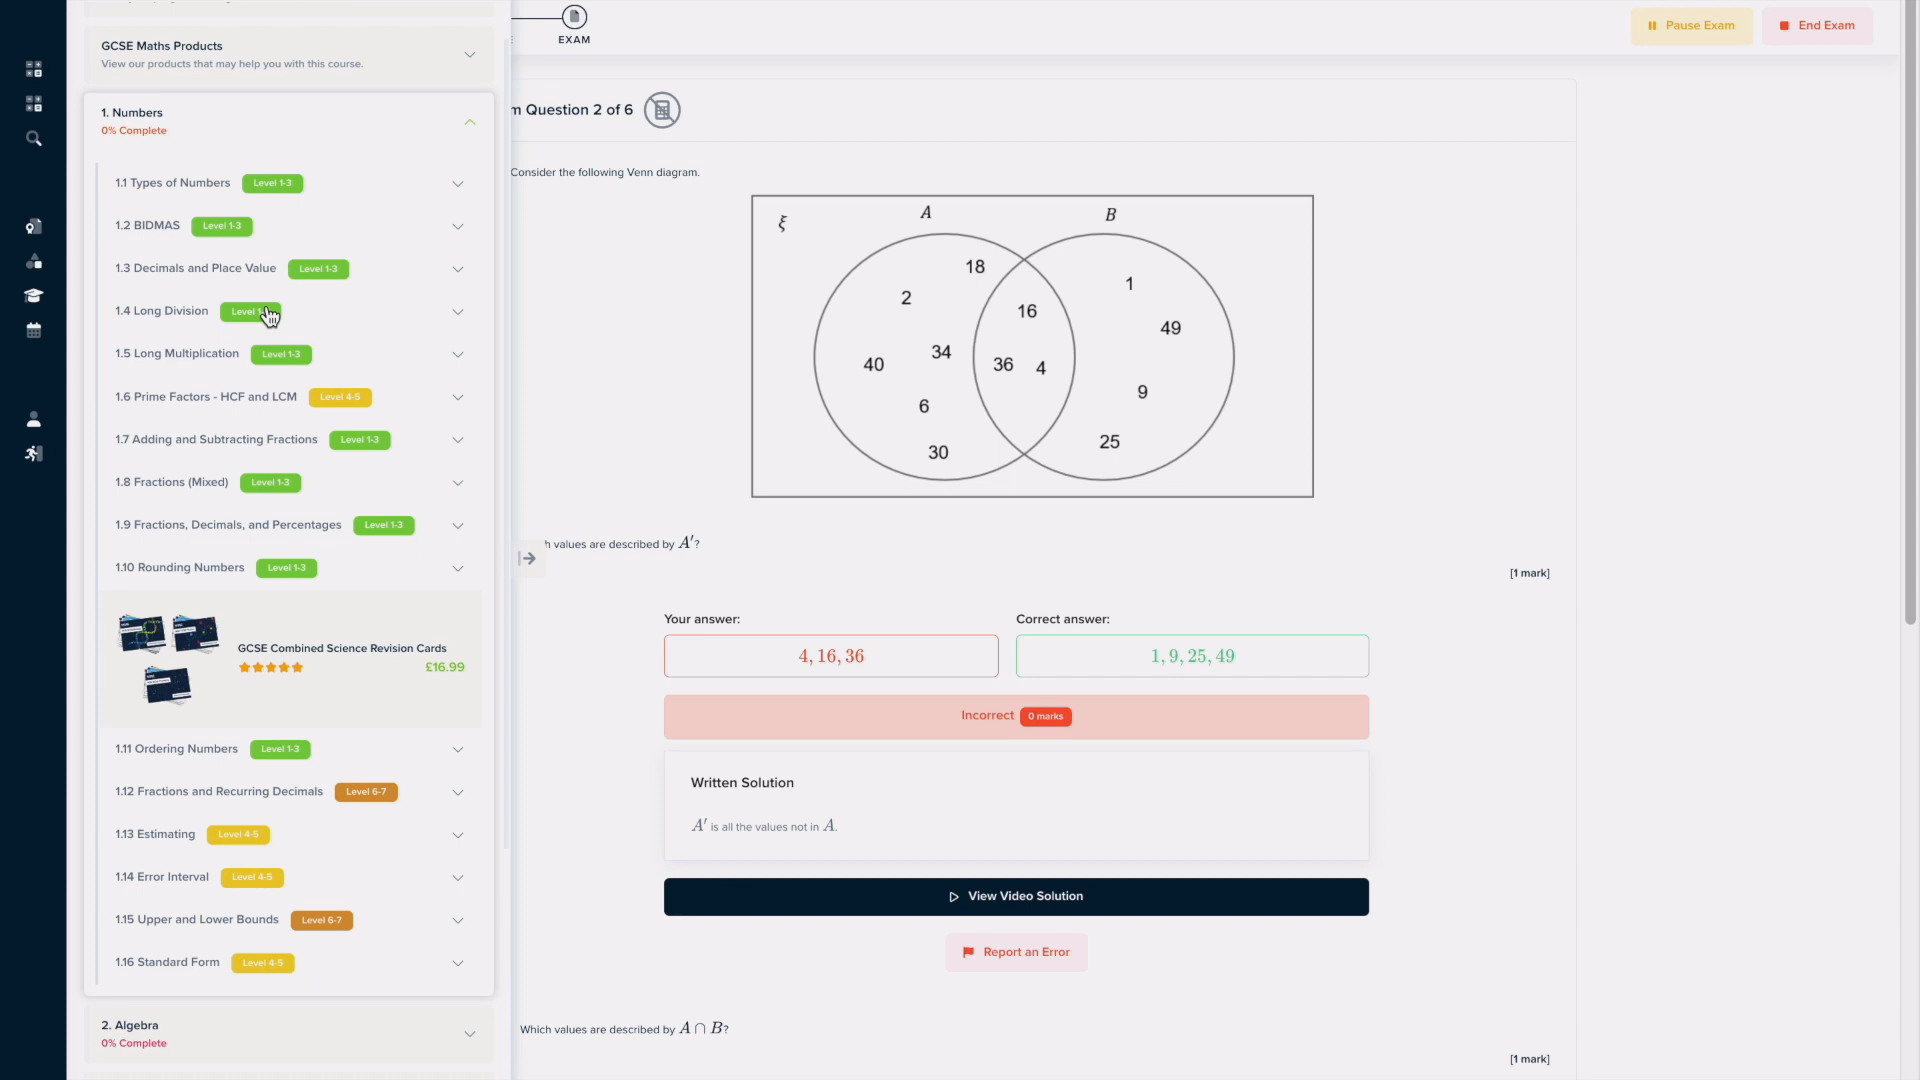 GCSE Maths Products
View our products that may help you with this course.
1. Numbers
0% Complete
1.1 Types of Numbers Level 1-3
1.2 BIDMAS Level 1-3
1.3 Decimals and Place Value Level 1-3
1.4 Long Division Level
1.5 Long Multiplication Level 1-3
1.6 Prime Factors - HCF and LCM Level 4-5
1.7 Adding and Subtracting Fractions Level 1-3
1.8 Fractions (Mixed) Level 1-3
1.9 Fractions, Decimals, and Percentages Level 1-3
1.10 Rounding Numbers Level 1-3
GCSE Combined Science Revision Cards
£16.99
1.11 Ordering Numbers Level 1-3
1.12 Fractions and Recurring Decimals Level 6-7
1.13 Estimating Level 4-5
1.14 Error Interval Level 4-5
1.15 Upper and Lower Bounds Level 6-7
1.16 Standard Form Level 4-5
2. Algebra
0% Complete
EXAM
Pause Exam
End Exam
m Question 2 of 6
Consider the following Venn diagram.
ξ A B
18
2
40
34
6
30
16
36 4
1
49
9
25
h values are described by A′?
[1 mark]
Your answer:
4, 16, 36
Correct answer:
1, 9, 25, 49
Incorrect 0 marks
Written Solution
A′ is all the values not in A.
View Video Solution
Report an Error
Which values are described by A ∩ B?
[1 mark]